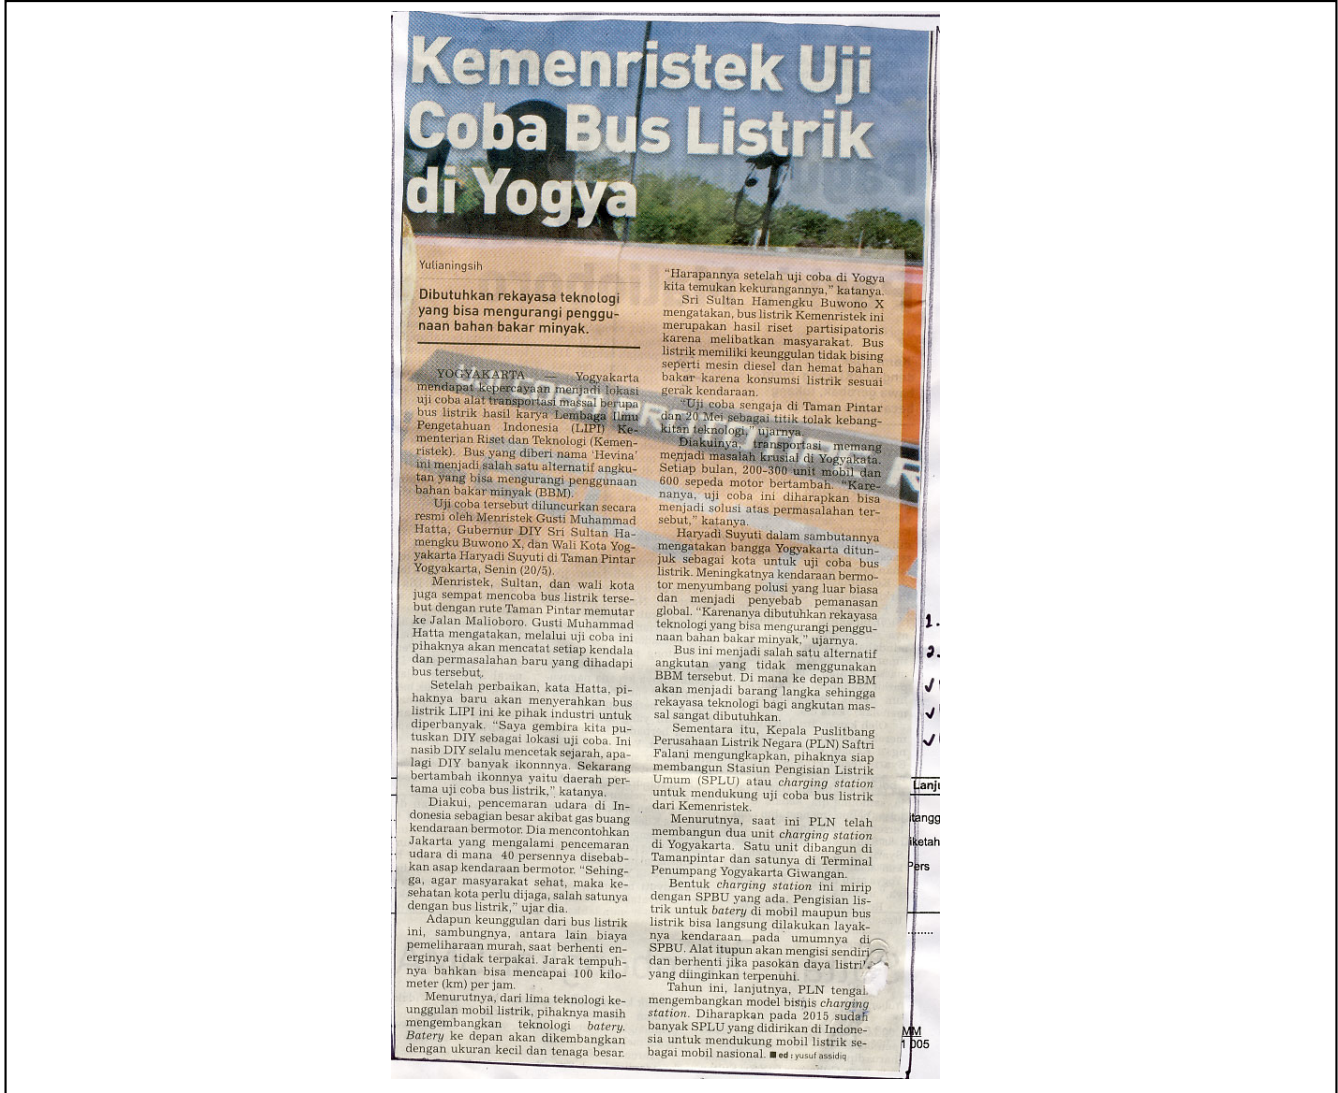 Kemenristek Uji
Coba Bus Listrik
di Yogya
Yulianingsih
Dibutuhkan rekayasa teknologi
yang bisa mengurangi penggu-
naan bahan bakar minyak.
YOGYAKARTA — Yogyakarta
mendapat kepercayaan menjadi lokasi
uji coba alat transportasi massal berupa
bus listrik hasil karya Lembaga Ilmu
Pengetahuan Indonesia (LIPI) Ke-
menterian Riset dan Teknologi (Kemen-
ristek). Bus yang diberi nama ‘Hevina’
ini menjadi salah satu alternatif angku-
tan yang bisa mengurangi penggunaan
bahan bakar minyak (BBM).
Uji coba tersebut diluncurkan secara
resmi oleh Menristek Gusti Muhammad
Hatta, Gubernur DIY Sri Sultan Ha-
mengku Buwono X, dan Wali Kota Yog-
yakarta Haryadi Suyuti di Taman Pintar
Yogyakarta, Senin (20/5).
Menristek, Sultan, dan wali kota
juga sempat mencoba bus listrik terse-
but dengan rute Taman Pintar memutar
ke Jalan Malioboro. Gusti Muhammad
Hatta mengatakan, melalui uji coba ini
pihaknya akan mencatat setiap kendala
dan permasalahan baru yang dihadapi
bus tersebut.
Setelah perbaikan, kata Hatta, pi-
haknya baru akan menyerahkan bus
listrik LIPI ini ke pihak industri untuk
diperbanyak. “Saya gembira kita pu-
tuskan DIY sebagai lokasi uji coba. Ini
nasib DIY selalu mencetak sejarah, apa-
lagi DIY banyak ikonnnya. Sekarang
bertambah ikonnya yaitu daerah per-
tama uji coba bus listrik,” katanya.
Diakui, pencemaran udara di In-
donesia sebagian besar akibat gas buang
kendaraan bermotor. Dia mencontohkan
Jakarta yang mengalami pencemaran
udara di mana 40 persennya disebab-
kan asap kendaraan bermotor. “Sehing-
ga, agar masyarakat sehat, maka ke-
sehatan kota perlu dijaga, salah satunya
dengan bus listrik,” ujar dia.
Adapun keunggulan dari bus listrik
ini, sambungnya, antara lain biaya
pemeliharaan murah, saat berhenti en-
erginya tidak terpakai. Jarak tempuh-
nya bahkan bisa mencapai 100 kilo-
meter (km) per jam.
Menurutnya, dari lima teknologi ke-
unggulan mobil listrik, pihaknya masih
mengembangkan teknologi batery.
Batery ke depan akan dikembangkan
dengan ukuran kecil dan tenaga besar.
“Harapannya setelah uji coba di Yogya
kita temukan kekurangannya,” katanya.
Sri Sultan Hamengku Buwono X
mengatakan, bus listrik Kemenristek ini
merupakan hasil riset partisipatoris
karena melibatkan masyarakat. Bus
listrik memiliki keunggulan tidak bising
seperti mesin diesel dan hemat bahan
bakar karena konsumsi listrik sesuai
gerak kendaraan.
“Uji coba sengaja di Taman Pintar
dan 20 Mei sebagai titik tolak kebang-
kitan teknologi,” ujarnya.
Diakuinya, transportasi memang
menjadi masalah krusial di Yogyakata.
Setiap bulan, 200-300 unit mobil dan
600 sepeda motor bertambah. “Kare-
nanya, uji coba ini diharapkan bisa
menjadi solusi atas permasalahan ter-
sebut,” katanya.
Haryadi Suyuti dalam sambutannya
mengatakan bangga Yogyakarta ditun-
juk sebagai kota untuk uji coba bus
listrik. Meningkatnya kendaraan bermo-
tor menyumbang polusi yang luar biasa
dan menjadi penyebab pemanasan
global. “Karenanya dibutuhkan rekayasa
teknologi yang bisa mengurangi penggu-
naan bahan bakar minyak,” ujarnya.
Bus ini menjadi salah satu alternatif
angkutan yang tidak menggunakan
BBM tersebut. Di mana ke depan BBM
akan menjadi barang langka sehingga
rekayasa teknologi bagi angkutan mas-
sal sangat dibutuhkan.
Sementara itu, Kepala Puslitbang
Perusahaan Listrik Negara (PLN) Saftri
Falani mengungkapkan, pihaknya siap
membangun Stasiun Pengisian Listrik
Umum (SPLU) atau charging station
untuk mendukung uji coba bus listrik
dari Kemenristek.
Menurutnya, saat ini PLN telah
membangun dua unit charging station
di Yogyakarta. Satu unit dibangun di
Tamanpintar dan satunya di Terminal
Penumpang Yogyakarta Giwangan.
Bentuk charging station ini mirip
dengan SPBU yang ada. Pengisian lis-
trik untuk batery di mobil maupun bus
listrik bisa langsung dilakukan layak-
nya kendaraan pada umumnya di
SPBU. Alat itupun akan mengisi sendiri
dan berhenti jika pasokan daya listrik
yang diinginkan terpenuhi.
Tahun ini, lanjutnya, PLN tengah
mengembangkan model bisnis charging
station. Diharapkan pada 2015 sudah
banyak SPLU yang didirikan di Indone-
sia untuk mendukung mobil listrik se-
bagai mobil nasional. ■ ed : yusuf assidiq
1.
2.
Lanju
tangg
iketah
Pers
MM
1 005